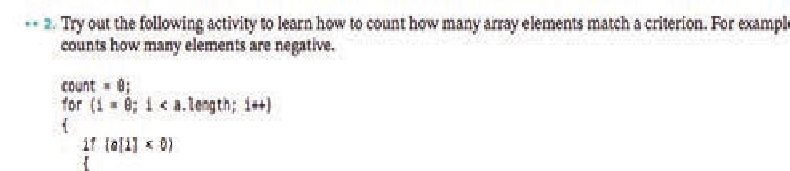 •• 2. Try out the following activity to learn how to count how many array elements match a criterion. For exampl
counts how many elements are negative.
count = 0;
for (i = 0; i < a.length; i++)
{
if (a[i] < 0)
{